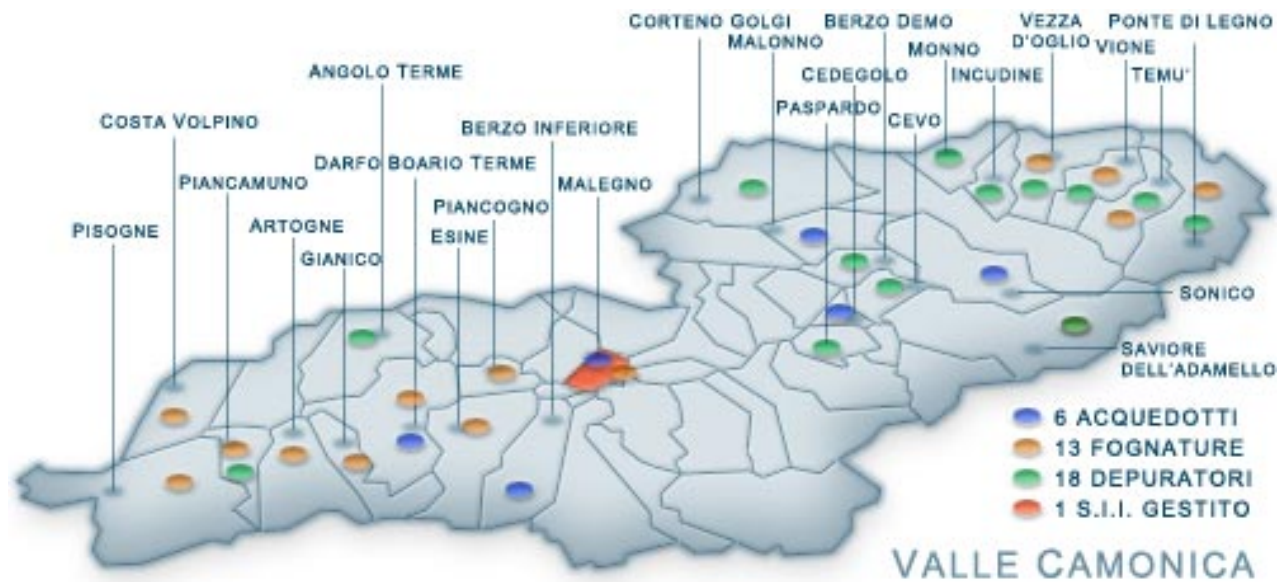 CORTENO GOLGI
BERZO DEMO
VEZZA
D'OGLIO
PONTE DI LEGNO
MALONNO
MONNO
VIONE
ANGOLO TERME
CEDEGOLO
INCUDINE
TEMU'
PASPARDO
CEVO
COSTA VOLPINO
BERZO INFERIORE
DARFO BOARIO TERME
MALEGNO
PIANCAMUNO
PIANCOGNO
ARTOGNE
ESINE
PISOGNE
GIANICO
SONICO
SAVIORE
DELL'ADAMELLO
6 ACQUEDOTTI
13 FOGNATURE
18 DEPURATORI
1 S.I.I. GESTITO
VALLE CAMONICA